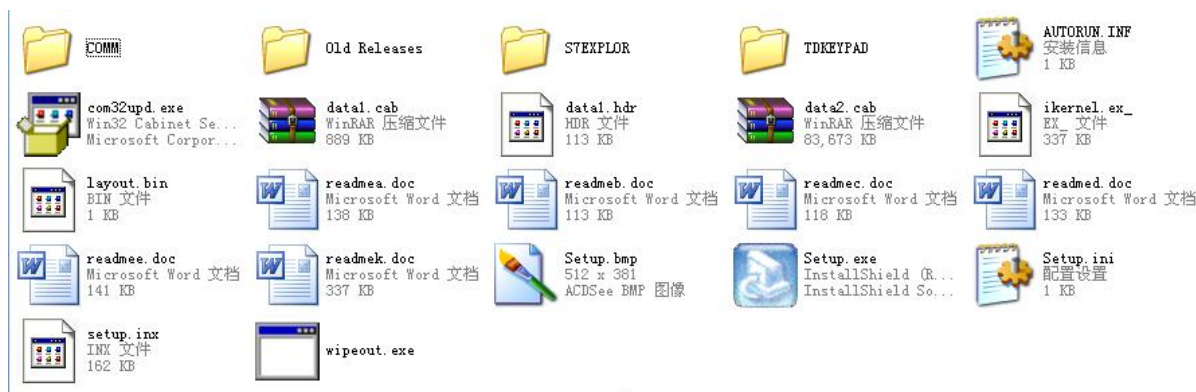 COMM
Old Releases
S7EXPLOR
TDKEYPAD
AUTORUN.INF
安装信息
1 KB
com32upd.exe
Win32 Cabinet Se...
Microsoft Corpor...
data1.cab
WinRAR 压缩文件
889 KB
data1.hdr
HDR 文件
113 KB
data2.cab
WinRAR 压缩文件
83,673 KB
ikernel.ex_
EX_ 文件
337 KB
layout.bin
BIN 文件
1 KB
readmea.doc
Microsoft Word 文档
138 KB
readmeb.doc
Microsoft Word 文档
113 KB
readmec.doc
Microsoft Word 文档
118 KB
readmed.doc
Microsoft Word 文档
133 KB
readmee.doc
Microsoft Word 文档
141 KB
readmek.doc
Microsoft Word 文档
337 KB
Setup.bmp
512 x 381
ACDSee BMP 图像
Setup.exe
InstallShield (R...
InstallShield So...
Setup.ini
配置设置
1 KB
setup.inx
INX 文件
162 KB
wipeout.exe